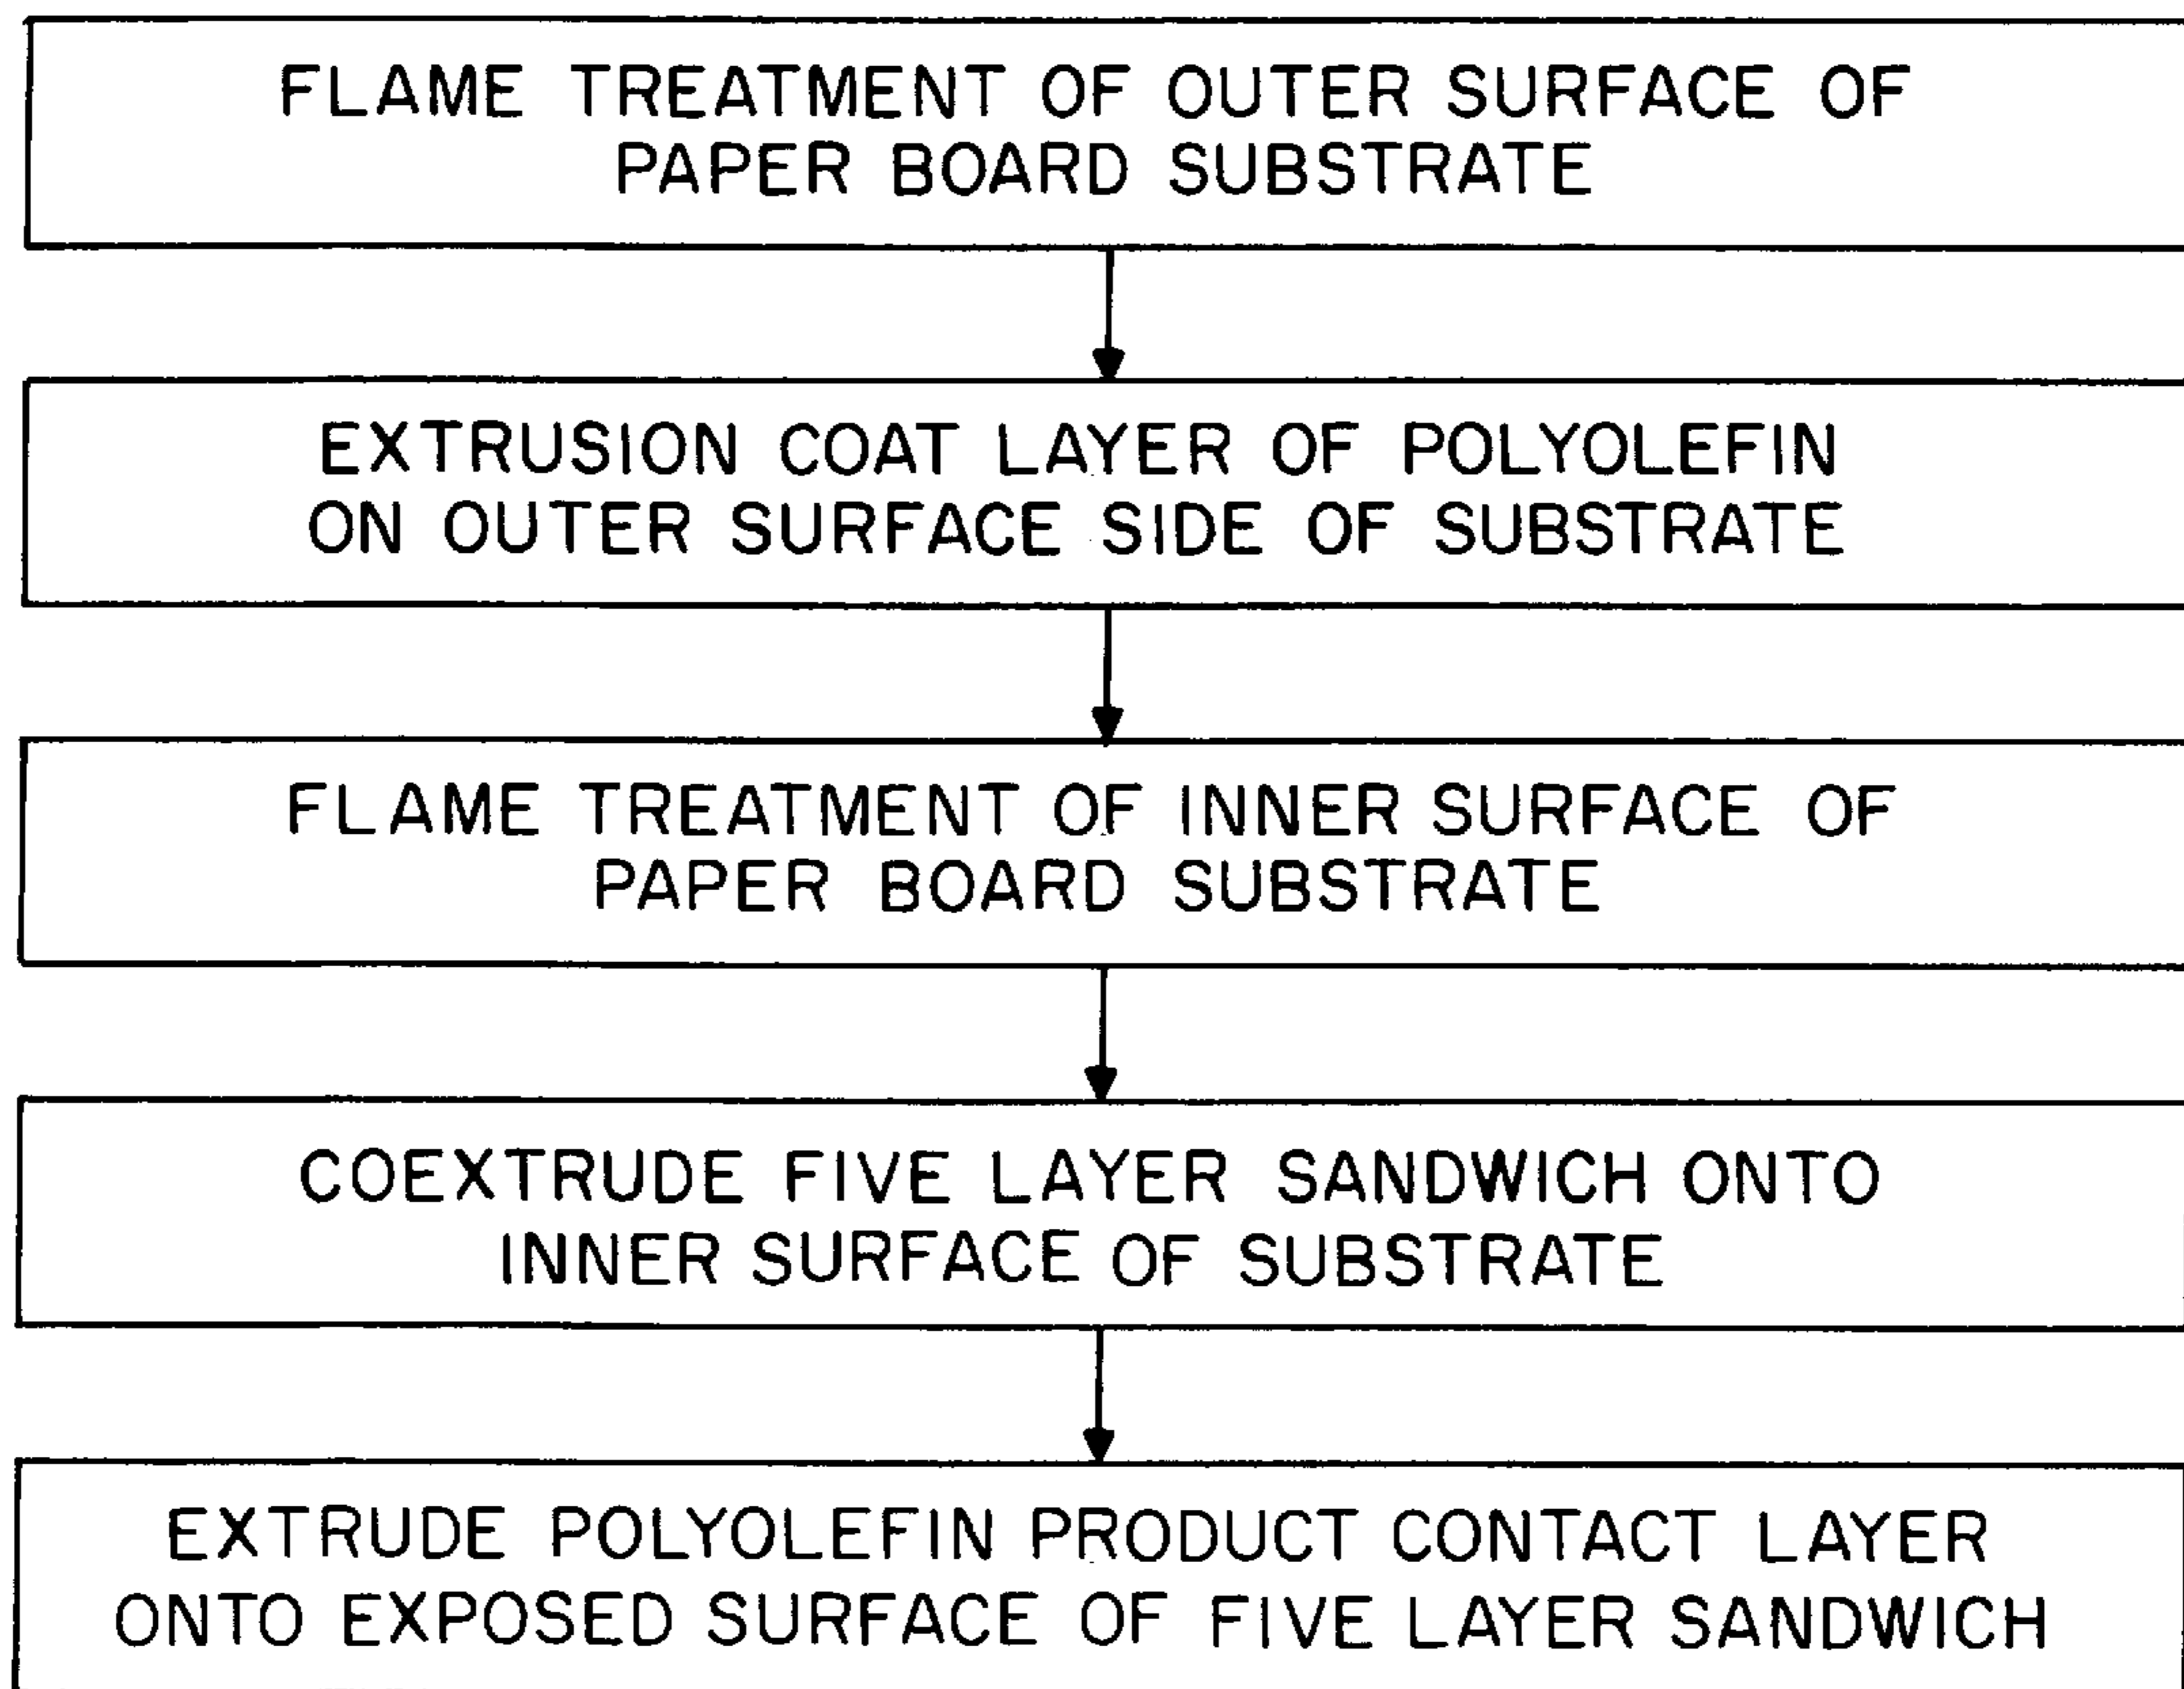 FLAME TREATMENT OF OUTER SURFACE OF
PAPER BOARD SUBSTRATE
EXTRUSION COAT LAYER OF POLYOLEFIN
ON OUTER SURFACE SIDE OF SUBSTRATE
FLAME TREATMENT OF INNER SURFACE OF
PAPER BOARD SUBSTRATE
COEXTRUDE FIVE LAYER SANDWICH ONTO
INNER SURFACE OF SUBSTRATE
EXTRUDE POLYOLEFIN PRODUCT CONTACT LAYER
ONTO EXPOSED SURFACE OF FIVE LAYER SANDWICH